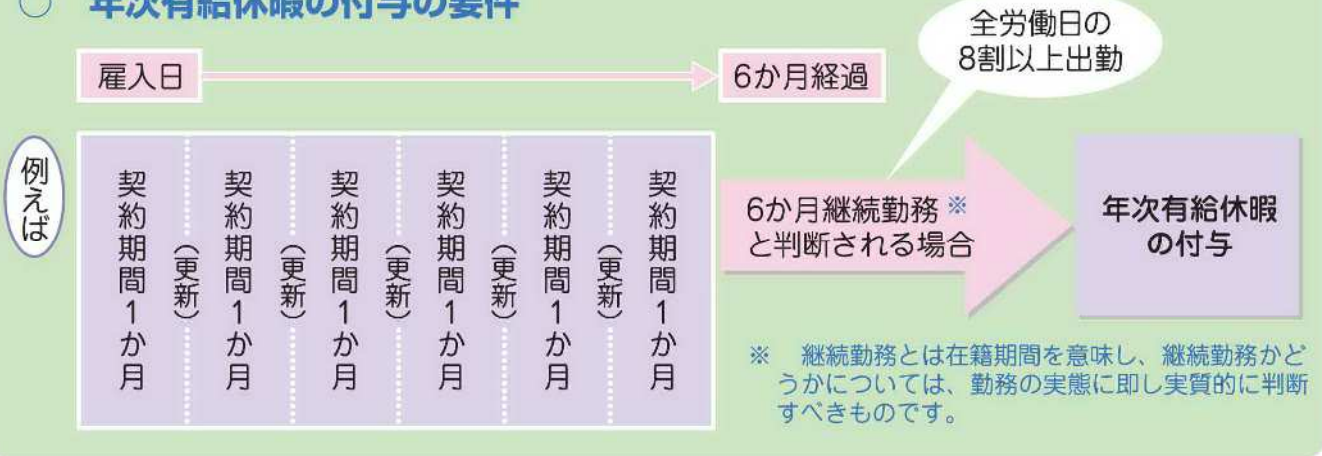 ○ 年次有給休暇の付与の要件
全労働日の
8割以上出勤
雇入日
6か月経過
例えば
契約期間1か月
（更新）
契約期間1か月
（更新）
契約期間1か月
（更新）
契約期間1か月
（更新）
契約期間1か月
（更新）
契約期間1か月
6か月継続勤務※
と判断される場合
年次有給休暇
の付与
※　継続勤務とは在籍期間を意味し、継続勤務かど
うかについては、勤務の実態に即し実質的に判断
すべきものです。